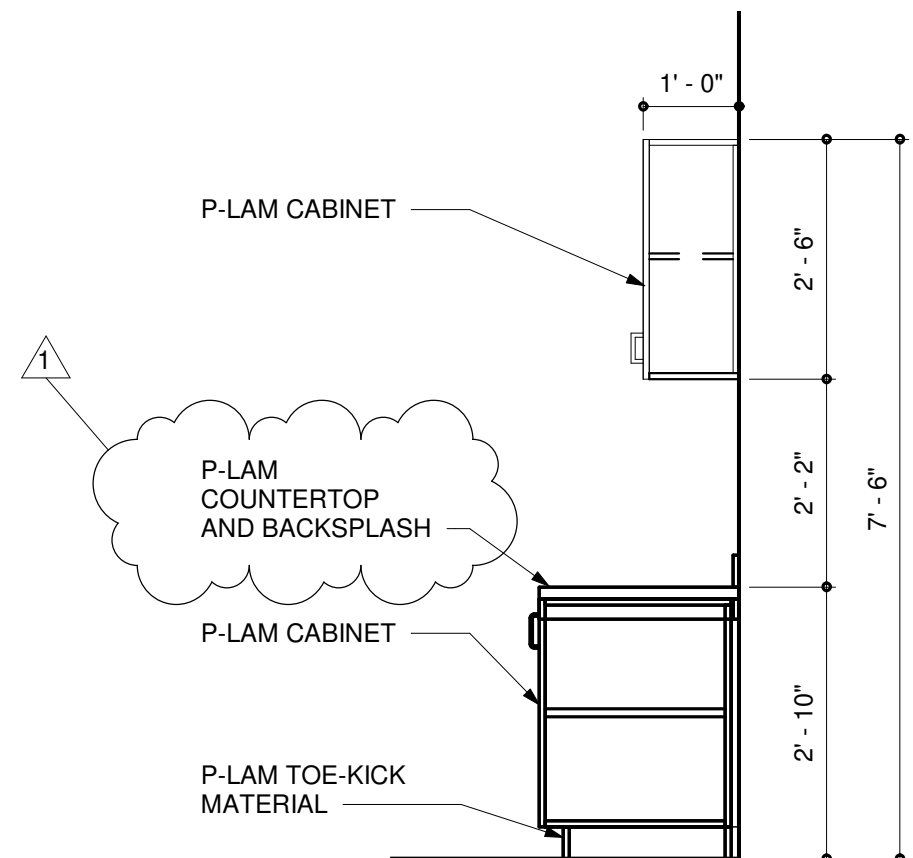 1' - 0"
P-LAM CABINET
2' - 6"
1
P-LAM
COUNTERTOP
AND BACKSPLASH
2' - 2"
7' - 6"
P-LAM CABINET
2' - 10"
P-LAM TOE-KICK
MATERIAL